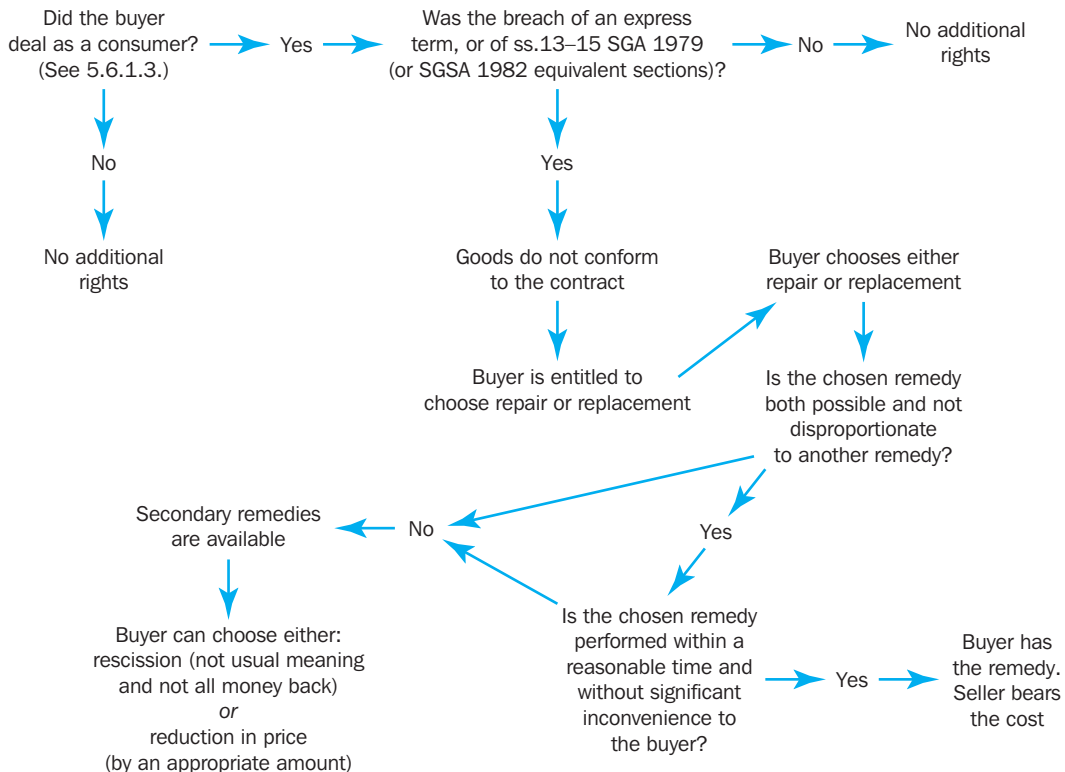 Did the buyer
deal as a consumer?
(See 5.6.1.3.)
Yes
Was the breach of an express
term, or of ss.13–15 SGA 1979
(or SGSA 1982 equivalent sections)?
No
No additional
rights
No
No additional
rights
Yes
Goods do not conform
to the contract
Buyer is entitled to
choose repair or replacement
Buyer chooses either
repair or replacement
Is the chosen remedy
both possible and not
disproportionate
to another remedy?
No
Yes
Secondary remedies
are available
Buyer can choose either:
rescission (not usual meaning
and not all money back)
or
reduction in price
(by an appropriate amount)
Is the chosen remedy
performed within a
reasonable time and
without significant
inconvenience to
the buyer?
Yes
Buyer has
the remedy.
Seller bears
the cost